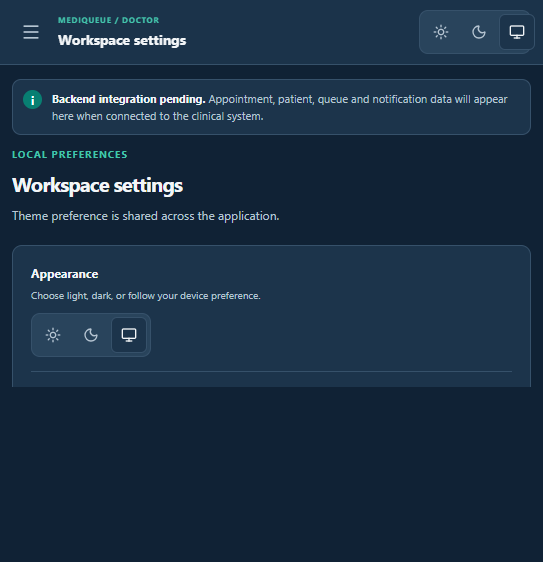 MEDIQUEUE / DOCTOR
Workspace settings
Backend integration pending. Appointment, patient, queue and notification data will appear
here when connected to the clinical system.
LOCAL PREFERENCES
Workspace settings
Theme preference is shared across the application.
Appearance
Choose light, dark, or follow your device preference.